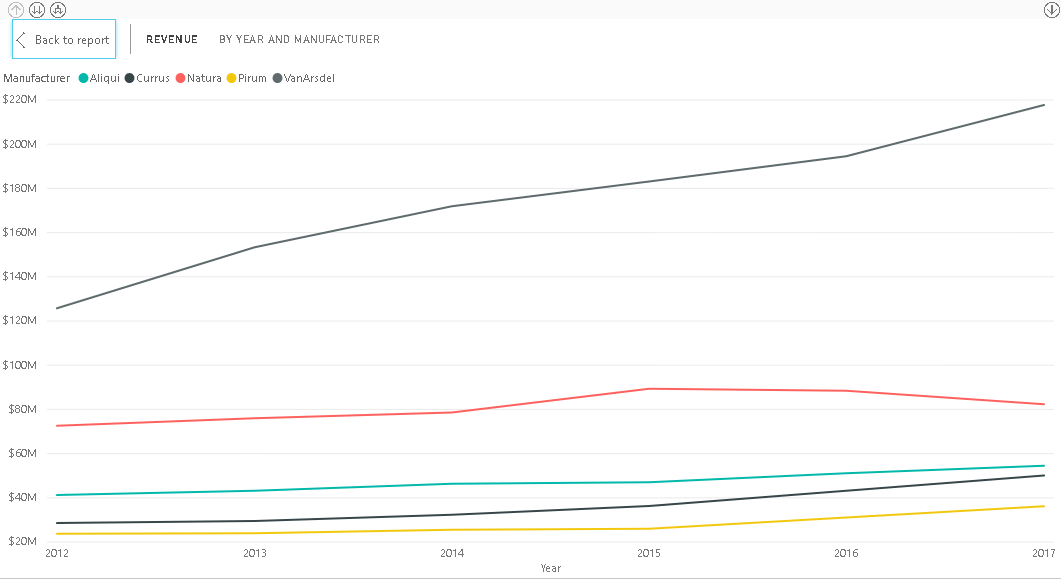 Back to report
REVENUE BY YEAR AND MANUFACTURER
Manufacturer Aliqui Currus Natura Pirum VanArsdel
$220M
$200M
$180M
$160M
$140M
$120M
$100M
$80M
$60M
$40M
$20M
2012 2013 2014 2015 2016 2017
Year